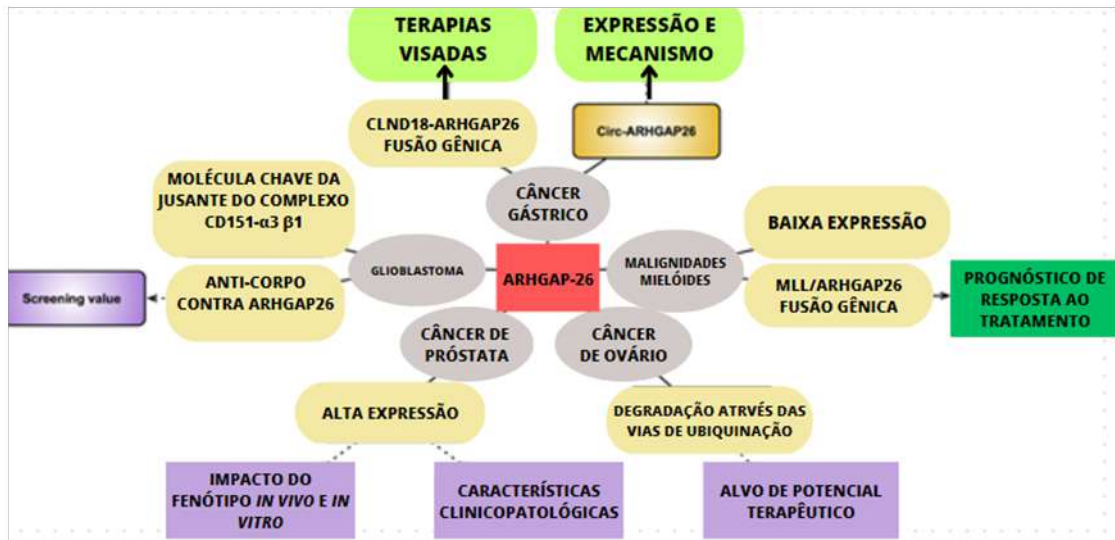 TERAPIAS
VISADAS
EXPRESSÃO E
MECANISMO
CLND18-ARHGAP26
FUSÃO GÊNICA
Circ-ARHGAP26
MOLÉCULA CHAVE DA
JUSANTE DO COMPLEXO
CD151-α3 β1
CÂNCER
GÁSTRICO
BAIXA EXPRESSÃO
GLIOBLASTOMA
ARHGAP-26
MALIGNIDADES
MIELÓIDES
Screening value
ANTI-CORPO
CONTRA ARHGAP26
MLL/ARHGAP26
FUSÃO GÊNICA
PROGNÓSTICO DE
RESPOSTA AO
TRATAMENTO
CÂNCER DE
PRÓSTATA
CÂNCER
DE OVÁRIO
ALTA EXPRESSÃO
DEGRADAÇÃO ATRVÉS DAS
VIAS DE UBIQUINAÇÃO
IMPACTO DO
FENÓTIPO IN VIVO E IN
VITRO
CARACTERÍSTICAS
CLINICOPATOLÓGICAS
ALVO DE POTENCIAL
TERAPÊUTICO